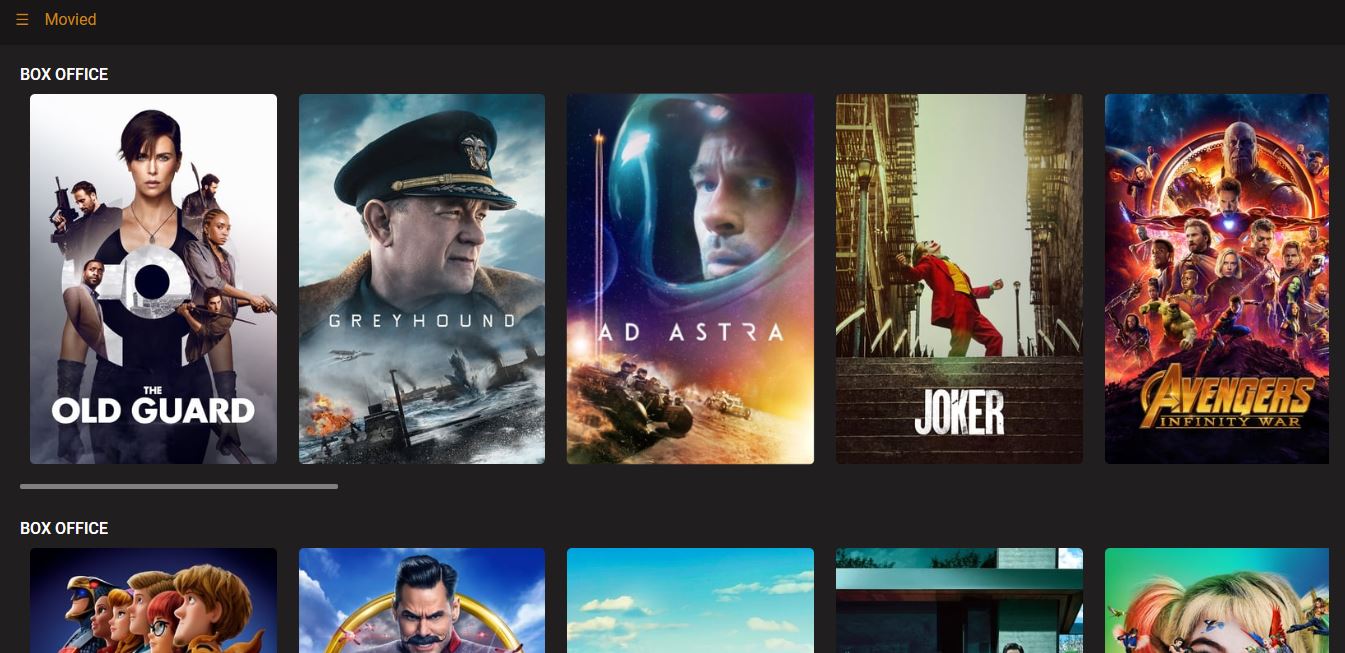 ☰ Movied
BOX OFFICE
THE
OLD GUARD
GREYHOUND
AD ASTRA
JOKER
AVENGERS
INFINITY WAR
BOX OFFICE